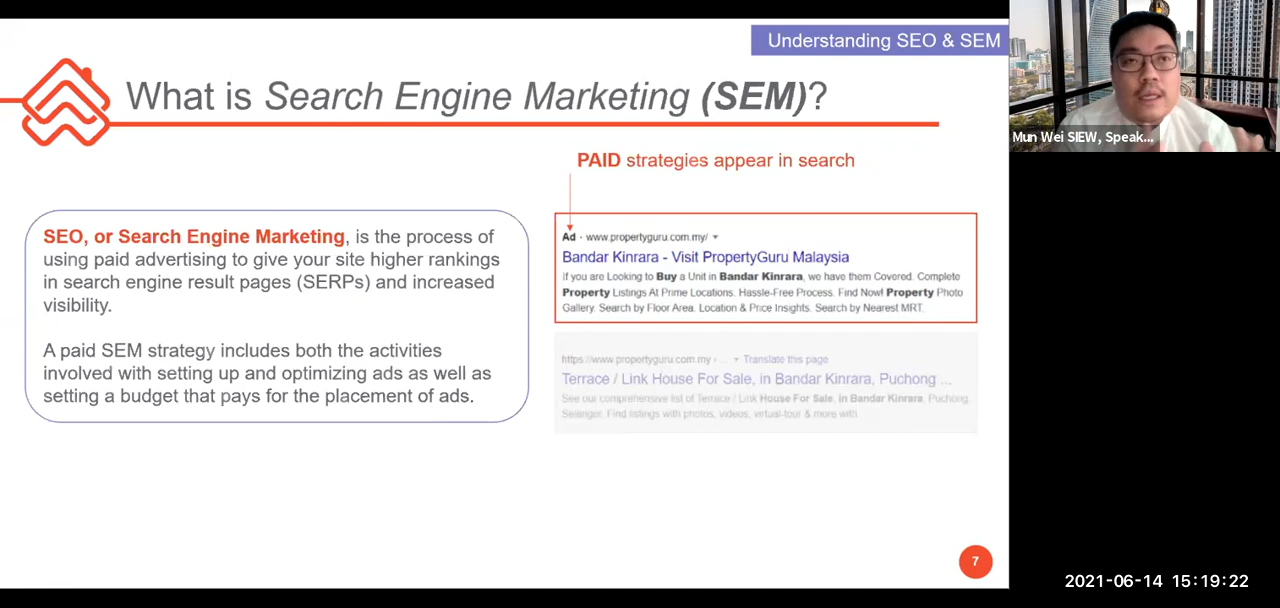 Understanding SEO & SEM
What is Search Engine Marketing (SEM)?
Mun Wei SIEW, Speak...
PAID strategies appear in search
SEO, or Search Engine Marketing, is the process of
using paid advertising to give your site higher rankings
in search engine result pages (SERPs) and increased
visibility.
A paid SEM strategy includes both the activities
involved with setting up and optimizing ads as well as
setting a budget that pays for the placement of ads.
Ad · www.propertyguru.com.my/
Bandar Kinrara - Visit PropertyGuru Malaysia
If you are Looking to Buy a Unit in Bandar Kinrara, we have them Covered. Complete
Property Listings At Prime Locations. Hassle-Free Process. Find Now! Property Photo
Gallery. Search by Floor Area. Location & Price Insights. Search by Nearest MRT.
https://www.propertyguru.com.my › ... Translate this page
Terrace / Link House For Sale, in Bandar Kinrara, Puchong ...
See our comprehensive list of Terrace / Link House For Sale, in Bandar Kinrara, Puchong,
Selangor. Find listings with photos, videos, virtual-tour & more with
7
2021-06-14 15:19:22